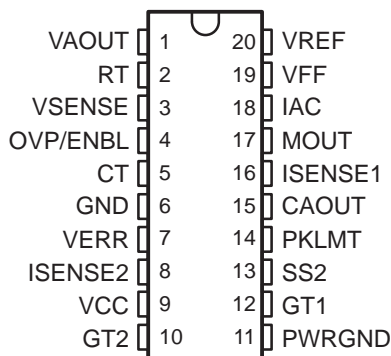 VAOUT 1 20 VREF
RT 2 19 VFF
VSENSE 3 18 IAC
OVP/ENBL 4 17 MOUT
CT 5 16 ISENSE1
GND 6 15 CAOUT
VERR 7 14 PKLMT
ISENSE2 8 13 SS2
VCC 9 12 GT1
GT2 10 11 PWRGND